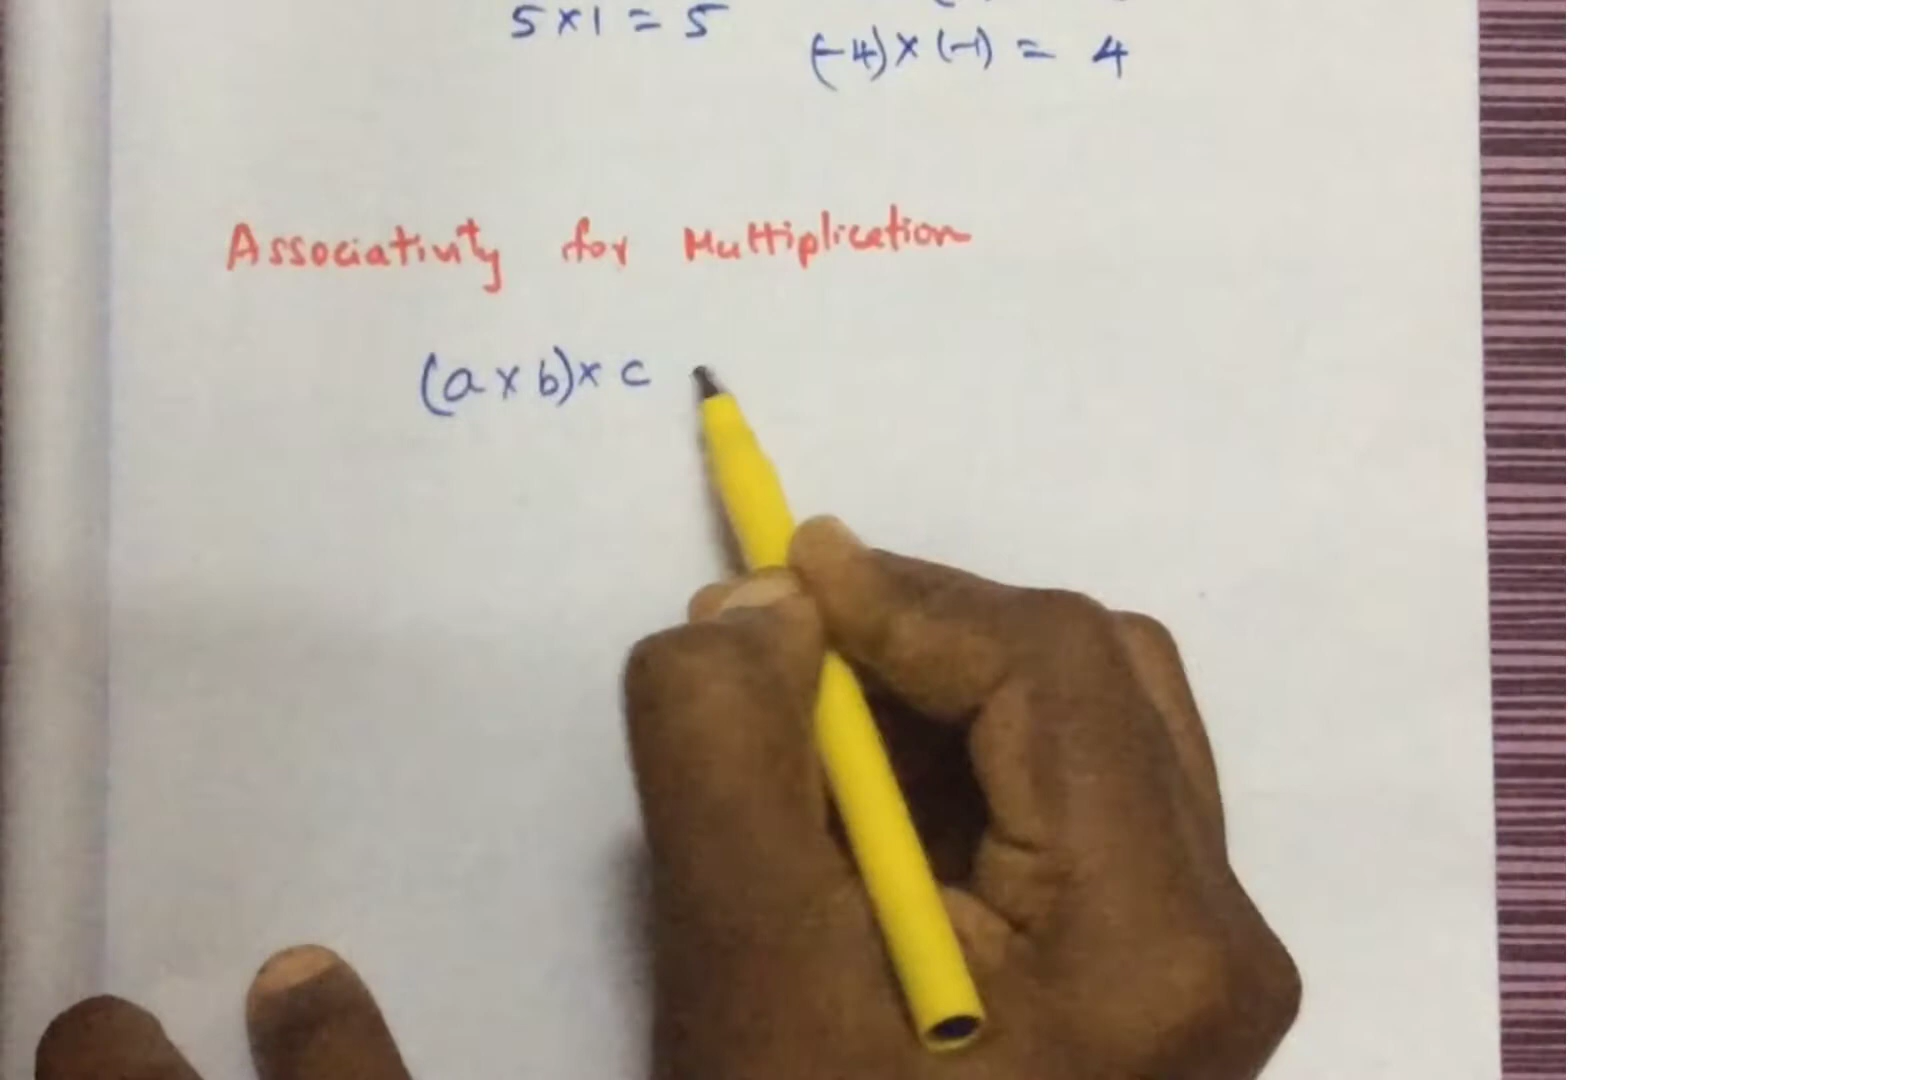 5 × 1 = 5
(-4) × (-1) = 4
Associativity for Multiplication
(a × b) × c